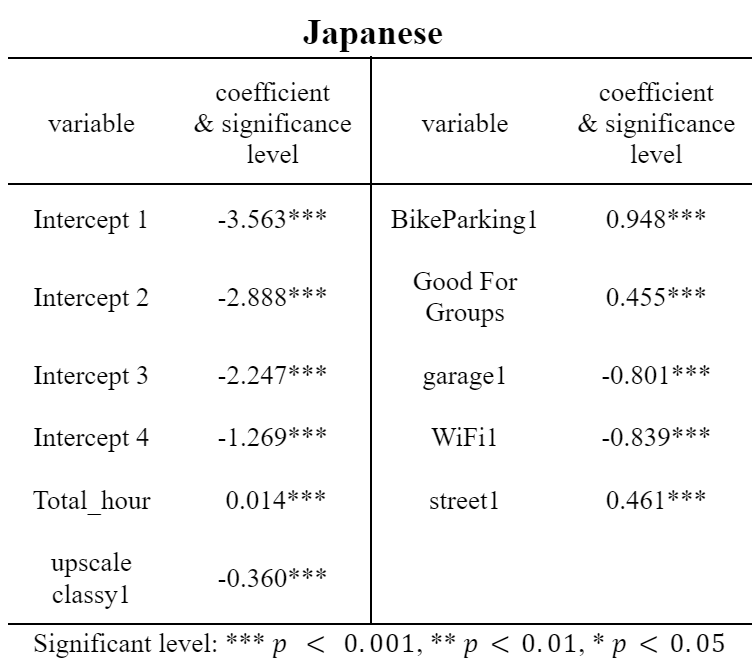 Japanese
variable coefficient & significance level variable coefficient & significance level
Intercept 1 -3.563*** BikeParking1 0.948***
Intercept 2 -2.888*** Good For Groups 0.455***
Intercept 3 -2.247*** garage1 -0.801***
Intercept 4 -1.269*** WiFi1 -0.839***
Total_hour 0.014*** street1 0.461***
upscale classy1 -0.360***
Significant level: *** p < 0.001, ** p < 0.01, * p < 0.05